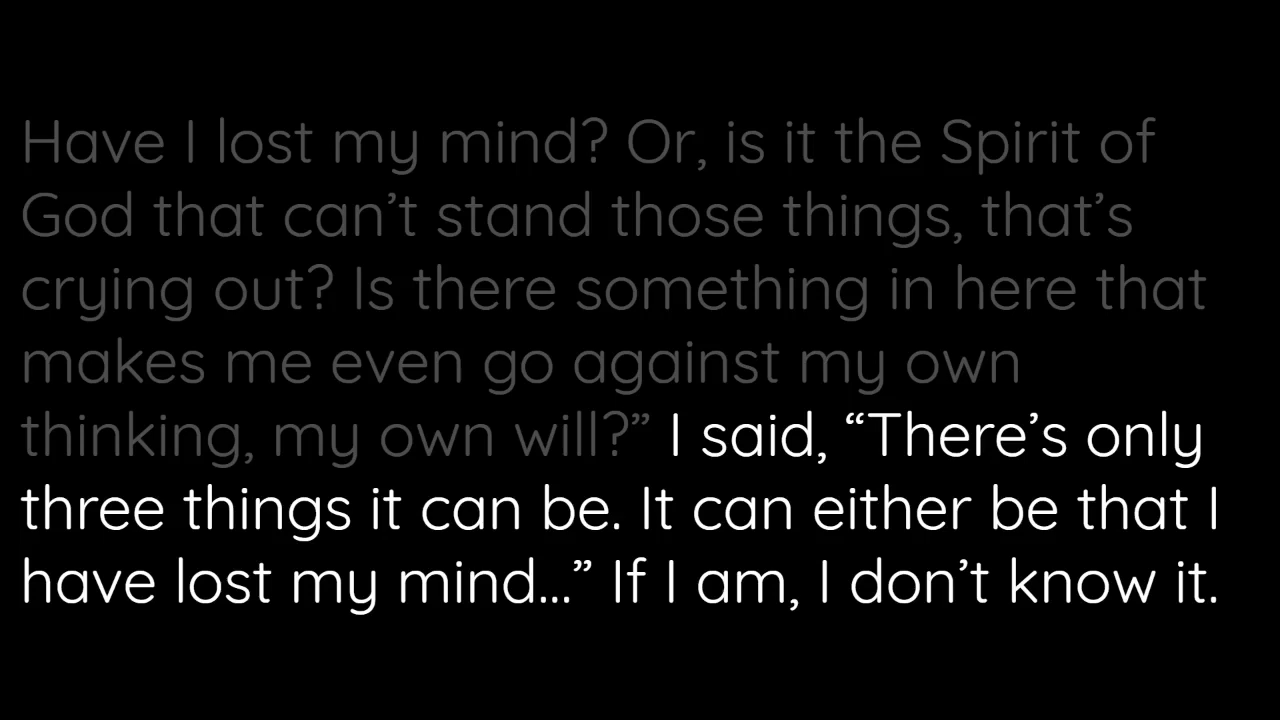 Have I lost my mind? Or, is it the Spirit of
God that can’t stand those things, that’s
crying out? Is there something in here that
makes me even go against my own
thinking, my own will?” I said, “There’s only
three things it can be. It can either be that I
have lost my mind...” If I am, I don’t know it.